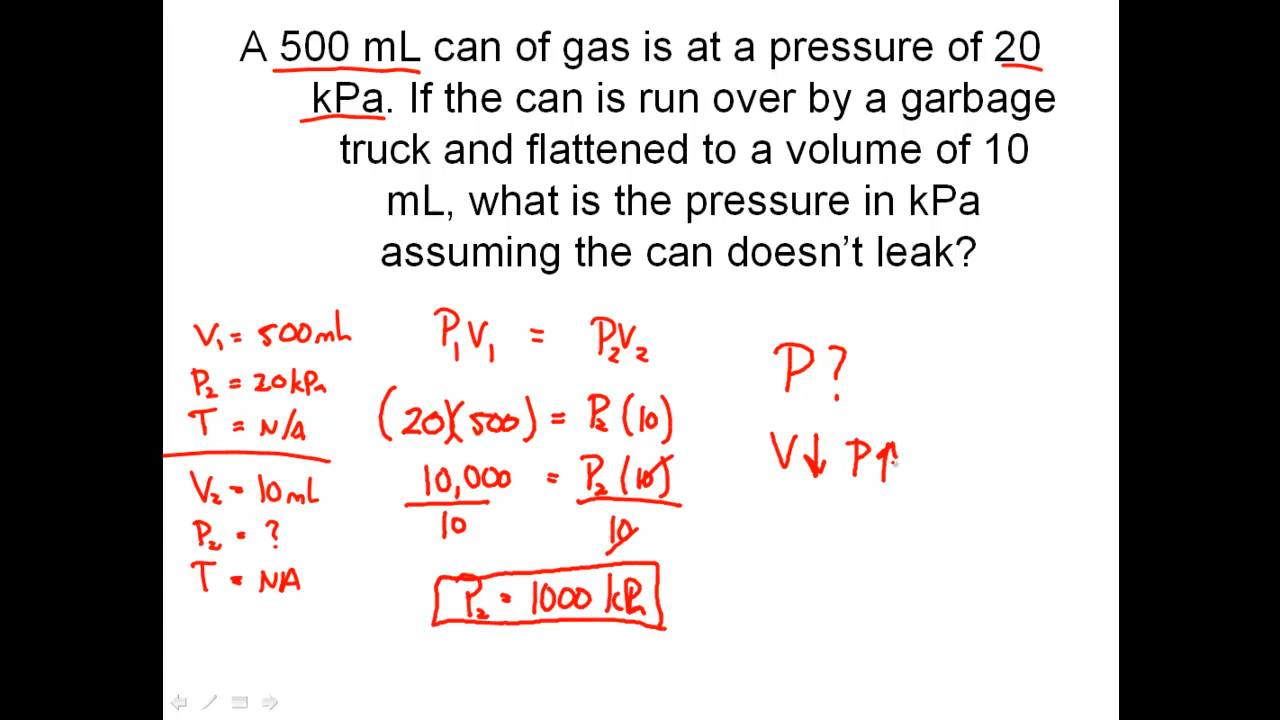 A 500 mL can of gas is at a pressure of 20
kPa. If the can is run over by a garbage
truck and flattened to a volume of 10
mL, what is the pressure in kPa
assuming the can doesn’t leak?
V₁ = 500mL
P₂ = 20kPa
T = N/A
V₂ = 10mL
P₂ = ?
T = NA
P₁V₁ = P₂V₂
(20)(500) = P₂(10)
10,000 = P₂(10)
10 10
P₂ = 1000 kPa
P?
V↓ P↑